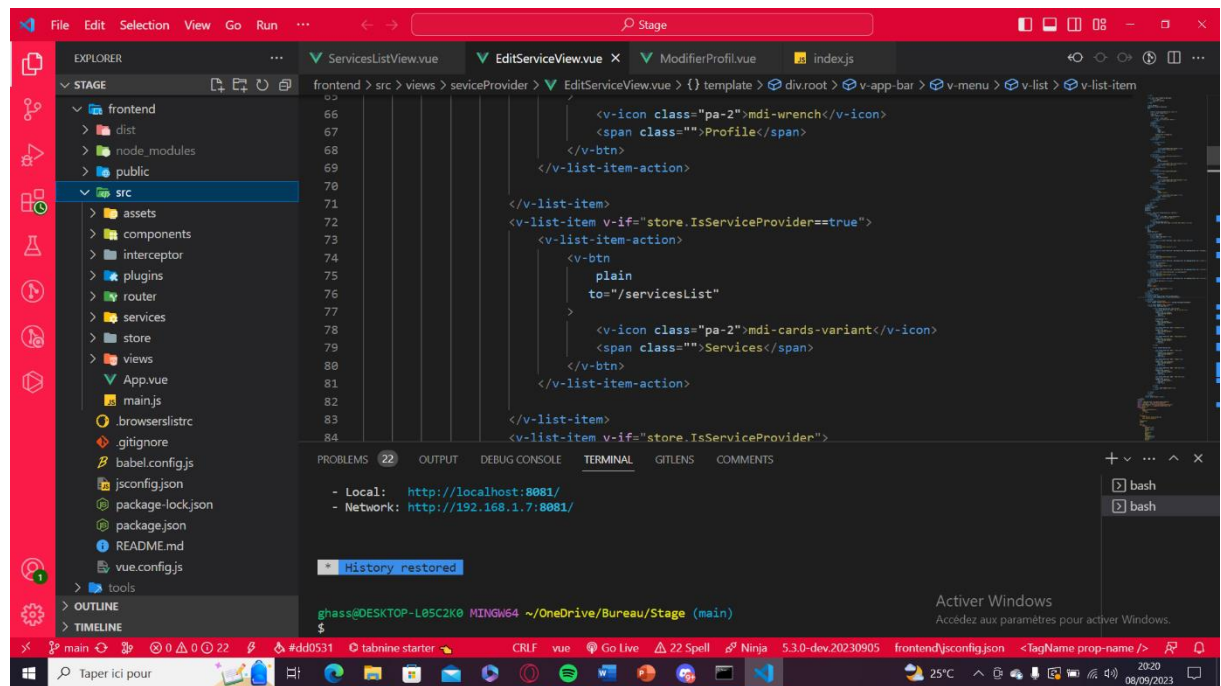 File Edit Selection View Go Run ··· Stage
EXPLORER ···
ServicesListView.vue EditServiceView.vue ModifierProfil.vue JS index.js
STAGE
frontend > src > views > seviceProvider > EditServiceView.vue > {} template > div.root > v-app-bar > v-menu > v-list > v-list-item
frontend
dist
node_modules
public
src
assets
components
interceptor
plugins
router
services
store
views
App.vue
main.js
.browserslistrc
.gitignore
babel.config.js
jsconfig.json
package-lock.json
package.json
README.md
vue.config.js
tools
OUTLINE
TIMELINE
65 >
66 <v-icon class="pa-2">mdi-wrench</v-icon>
67 <span class="">Profile</span>
68 </v-btn>
69 </v-list-item-action>
70
71 </v-list-item>
72 <v-list-item v-if="store.IsServiceProvider==true">
73 <v-list-item-action>
74 <v-btn
75 plain
76 to="/servicesList"
77 >
78 <v-icon class="pa-2">mdi-cards-variant</v-icon>
79 <span class="">Services</span>
80 </v-btn>
81 </v-list-item-action>
82
83 </v-list-item>
84 <v-list-item v-if="store.IsServiceProvider">
PROBLEMS 22 OUTPUT DEBUG CONSOLE TERMINAL GITLENS COMMENTS
- Local: http://localhost:8081/
- Network: http://192.168.1.7:8081/
* History restored
ghass@DESKTOP-L05C2K0 MINGW64 ~/OneDrive/Bureau/Stage (main)
$
bash
bash
Activer Windows
Accédez aux paramètres pour activer Windows.
main 0 0 22 #dd0531 tabnine starter CRLF vue Go Live 22 Spell Ninja 5.3.0-dev.20230905 frontend\jsconfig.json <TagName prop-name />
Taper ici pour 25°C 20:20
08/09/2023